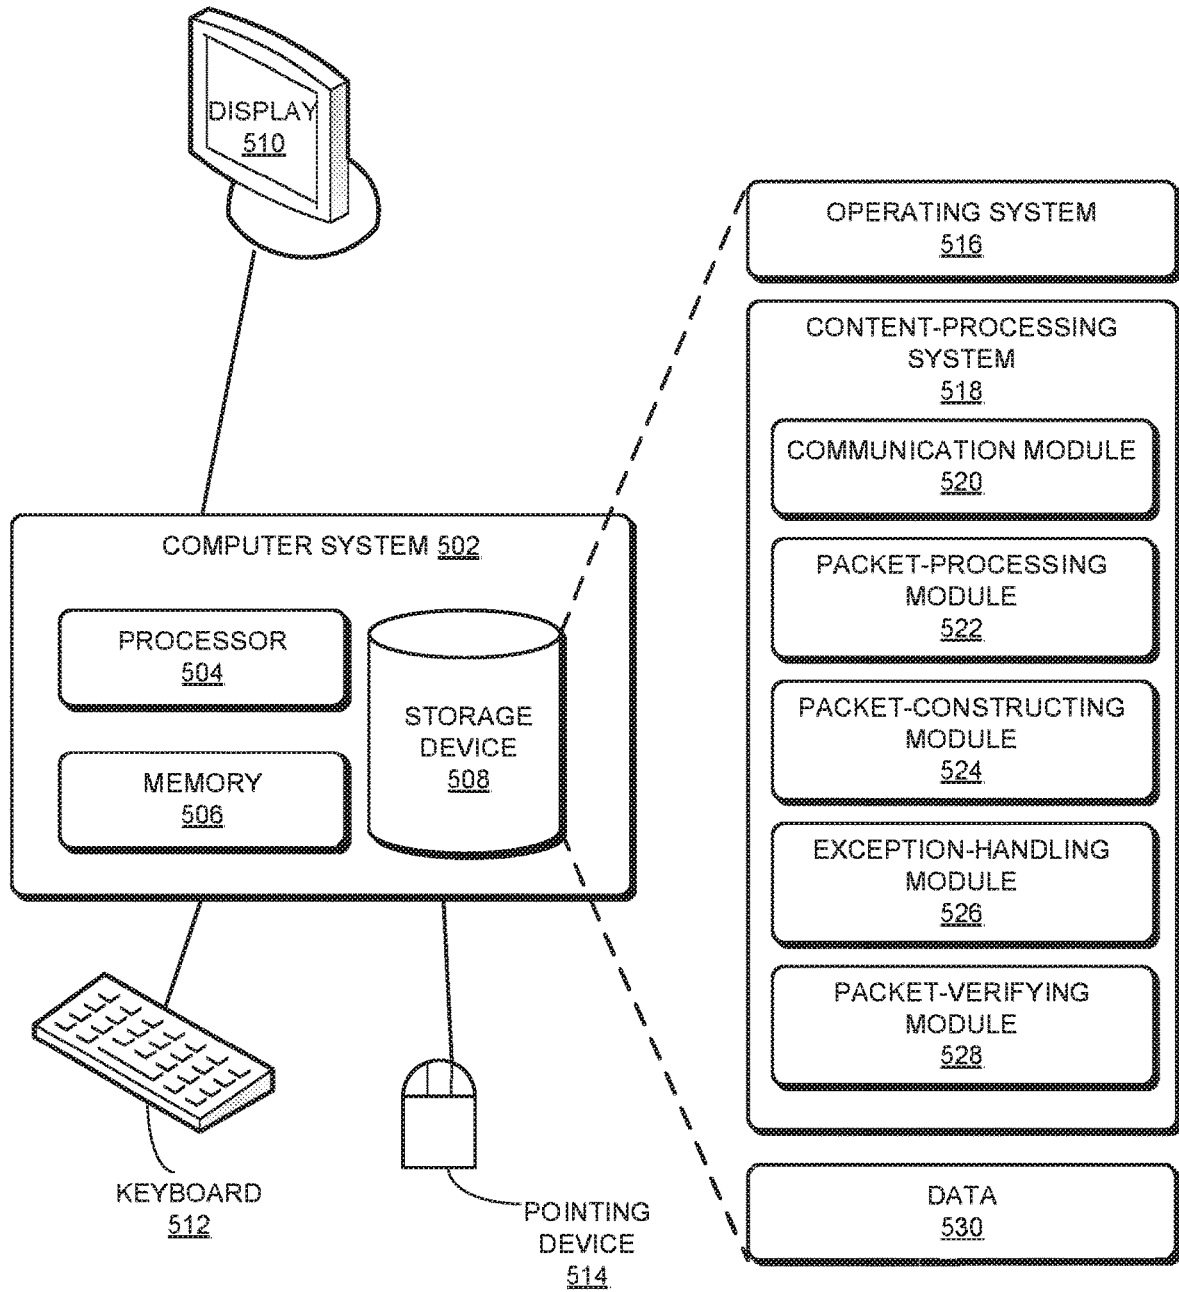 DISPLAY
510
OPERATING SYSTEM
516
CONTENT-PROCESSING
SYSTEM
518
COMMUNICATION MODULE
520
PACKET-PROCESSING
MODULE
522
PACKET-CONSTRUCTING
MODULE
524
EXCEPTION-HANDLING
MODULE
526
PACKET-VERIFYING
MODULE
528
DATA
530
COMPUTER SYSTEM 502
PROCESSOR
504
MEMORY
506
STORAGE
DEVICE
508
KEYBOARD
512
POINTING
DEVICE
514